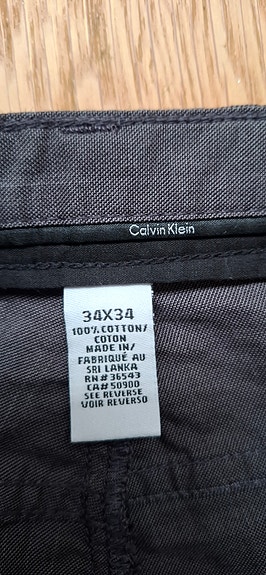 Calvin Klein
34X34
100% COTTON/
COTON
MADE IN/
FABRIQUÉ AU
SRI LANKA
RN#36543
CA#50900
SEE REVERSE
VOIR REVERSO